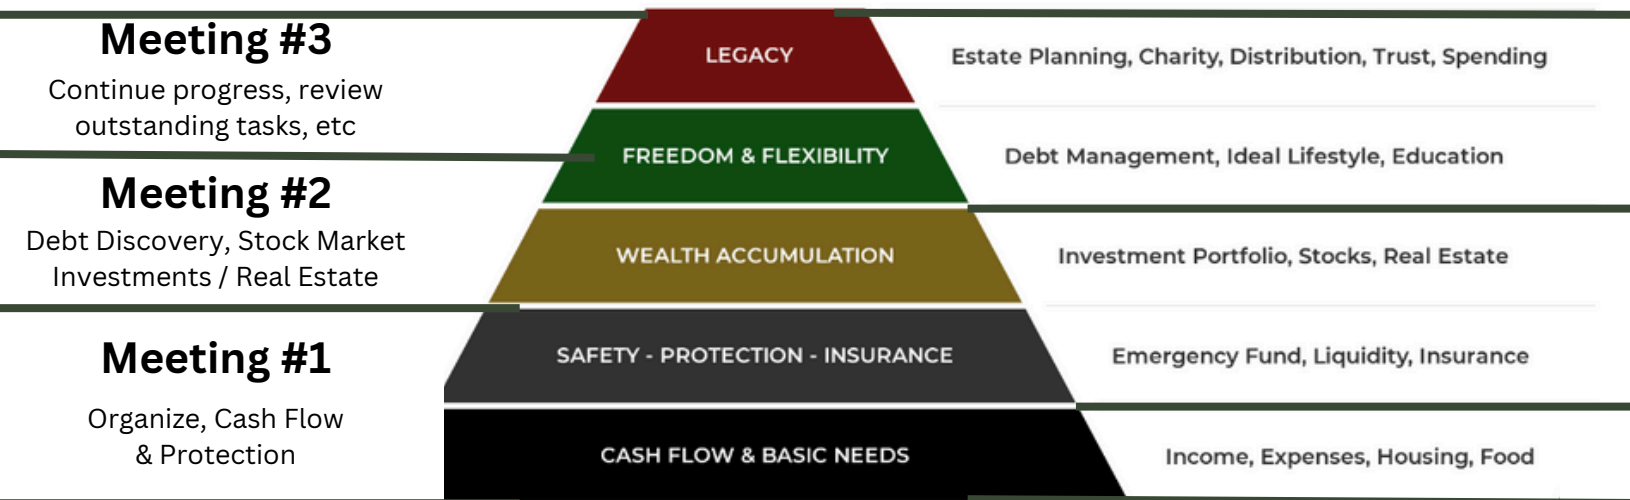 Meeting #3
Continue progress, review
outstanding tasks, etc
LEGACY
Estate Planning, Charity, Distribution, Trust, Spending
FREEDOM & FLEXIBILITY
Debt Management, Ideal Lifestyle, Education
Meeting #2
Debt Discovery, Stock Market
Investments / Real Estate
WEALTH ACCUMULATION
Investment Portfolio, Stocks, Real Estate
Meeting #1
Organize, Cash Flow
& Protection
SAFETY - PROTECTION - INSURANCE
Emergency Fund, Liquidity, Insurance
CASH FLOW & BASIC NEEDS
Income, Expenses, Housing, Food